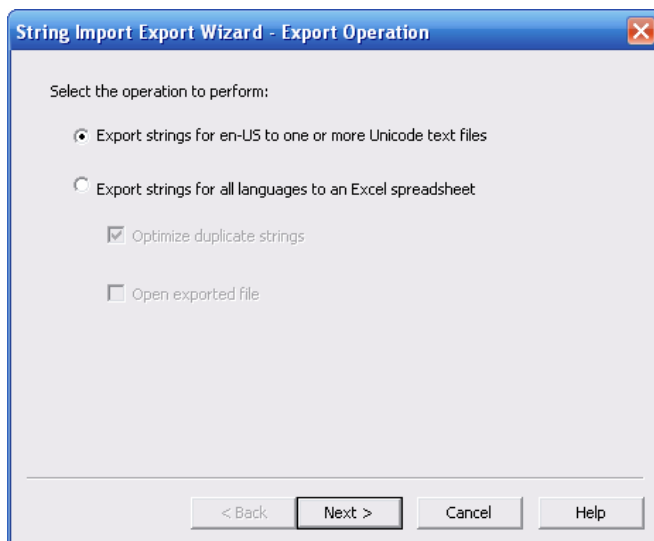 String Import Export Wizard - Export Operation
Select the operation to perform:
Export strings for en-US to one or more Unicode text files
Export strings for all languages to an Excel spreadsheet
Optimize duplicate strings
Open exported file
< Back Next > Cancel Help